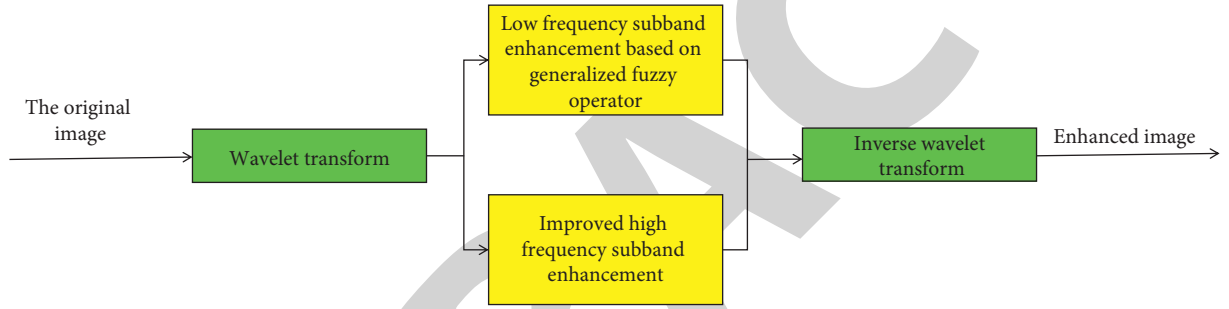 The original
image
Wavelet transform
Low frequency subband
enhancement based on
generalized fuzzy
operator
Improved high
frequency subband
enhancement
Inverse wavelet
transform
Enhanced image